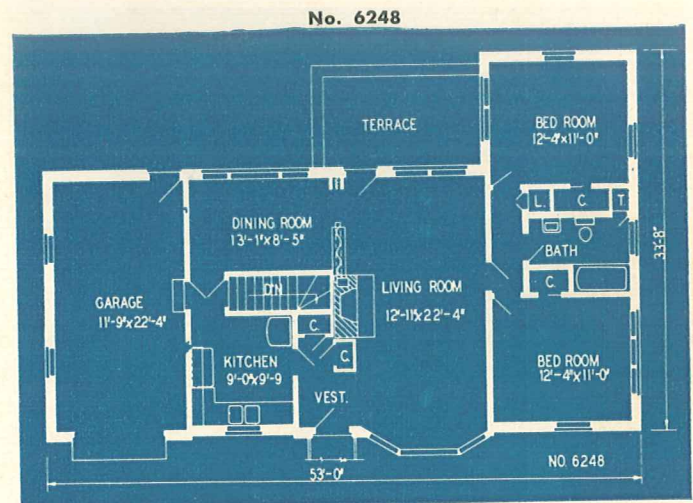 No. 6248
TERRACE
BED ROOM
12'-4"x11'-0"
L.
C.
T.
DINING ROOM
13'-1"x8'-5"
BATH
33'-8"
D'N
LIVING ROOM
12'-11"x22'-4"
C.
GARAGE
11'-9"x22'-4"
C.
KITCHEN
9'-0"x9'-9
C.
BED ROOM
12'-4"x11'-0"
VEST.
NO. 6248
53'-0"